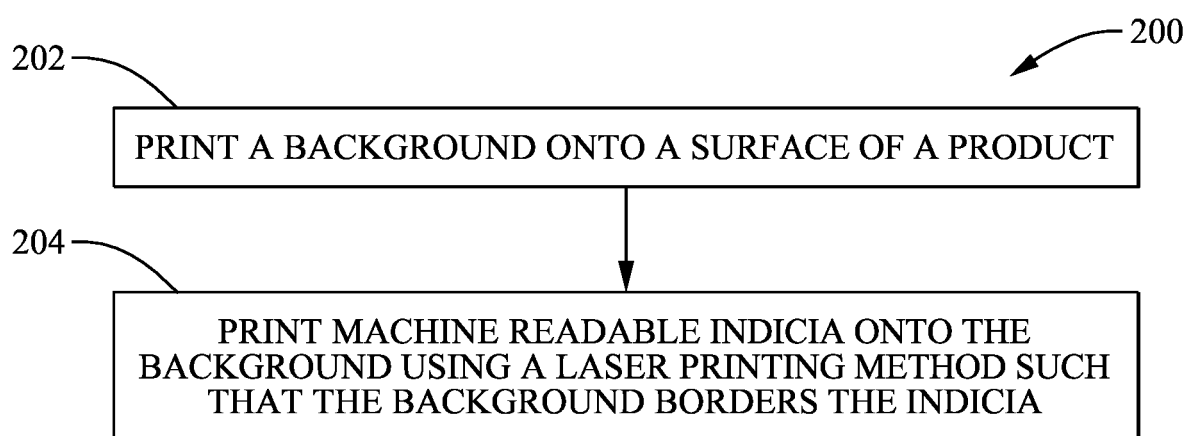 200
202
PRINT A BACKGROUND ONTO A SURFACE OF A PRODUCT
204
PRINT MACHINE READABLE INDICIA ONTO THE
BACKGROUND USING A LASER PRINTING METHOD SUCH
THAT THE BACKGROUND BORDERS THE INDICIA